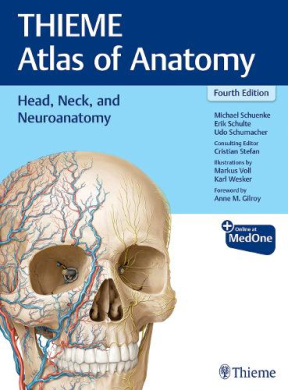 THIEME
Atlas of Anatomy
Fourth Edition
Head, Neck, and
Neuroanatomy
Michael Schuenke
Erik Schulte
Udo Schumacher
Consulting Editor
Cristian Stefan
Illustrations by
Markus Voll
Karl Wesker
Foreword by
Anne M. Gilroy
+ Online at
MedOne
Thieme